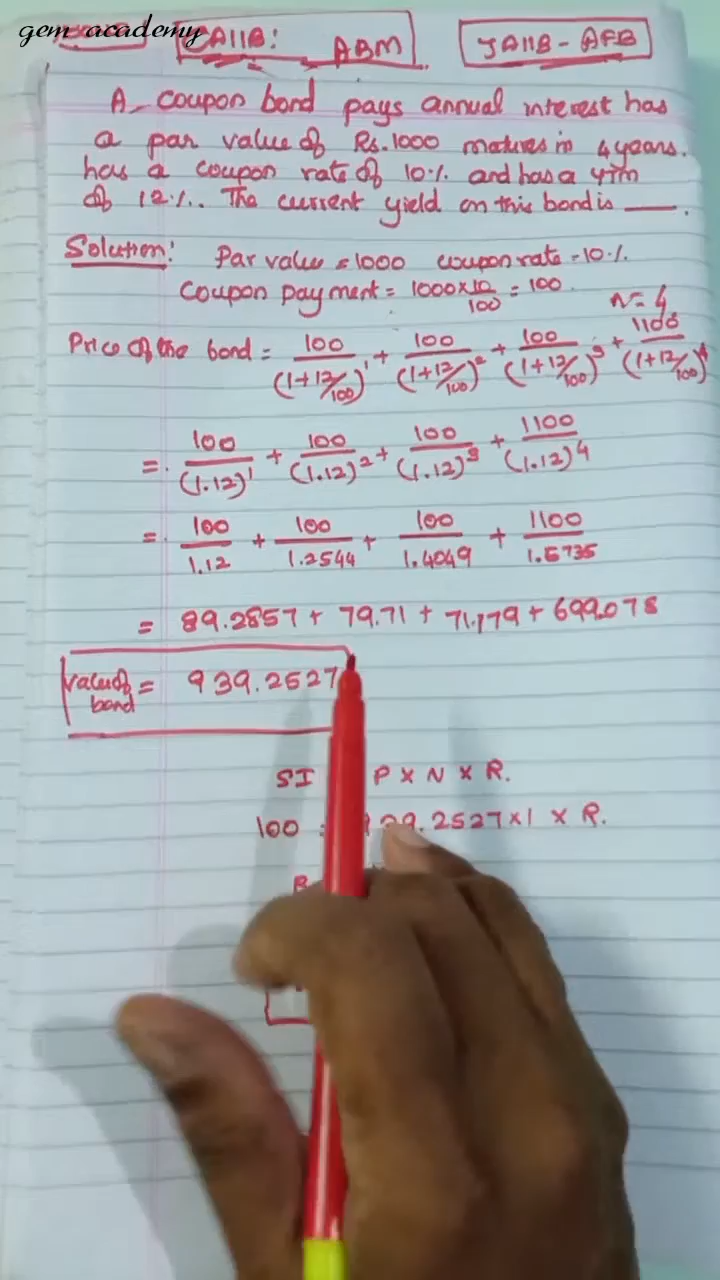 gem academy
CAIIB: ABM
JAIIB - AFB
A coupon bond pays annual interest has
a par value of Rs.1000 matures in 4 years.
has a coupon rate of 10%. and has a YTM
of 12%. The current yield on this bond is ___.
Solution: Par value = 1000 coupon rate = 10%.
Coupon payment = 1000 × 10/100 = 100.
N = 4
Price of the bond = 100/(1+12/100)^1 + 100/(1+12/100)^2 + 100/(1+12/100)^3 + 1100/(1+12/100)^4
= 100/(1.12)^1 + 100/(1.12)^2 + 100/(1.12)^3 + 1100/(1.12)^4
= 100/1.12 + 100/1.2544 + 100/1.4049 + 1100/1.5735
= 89.2857 + 79.71 + 71.179 + 699.078
value of bond = 939.2527
SI P × N × R.
100 939.2527 × 1 × R.